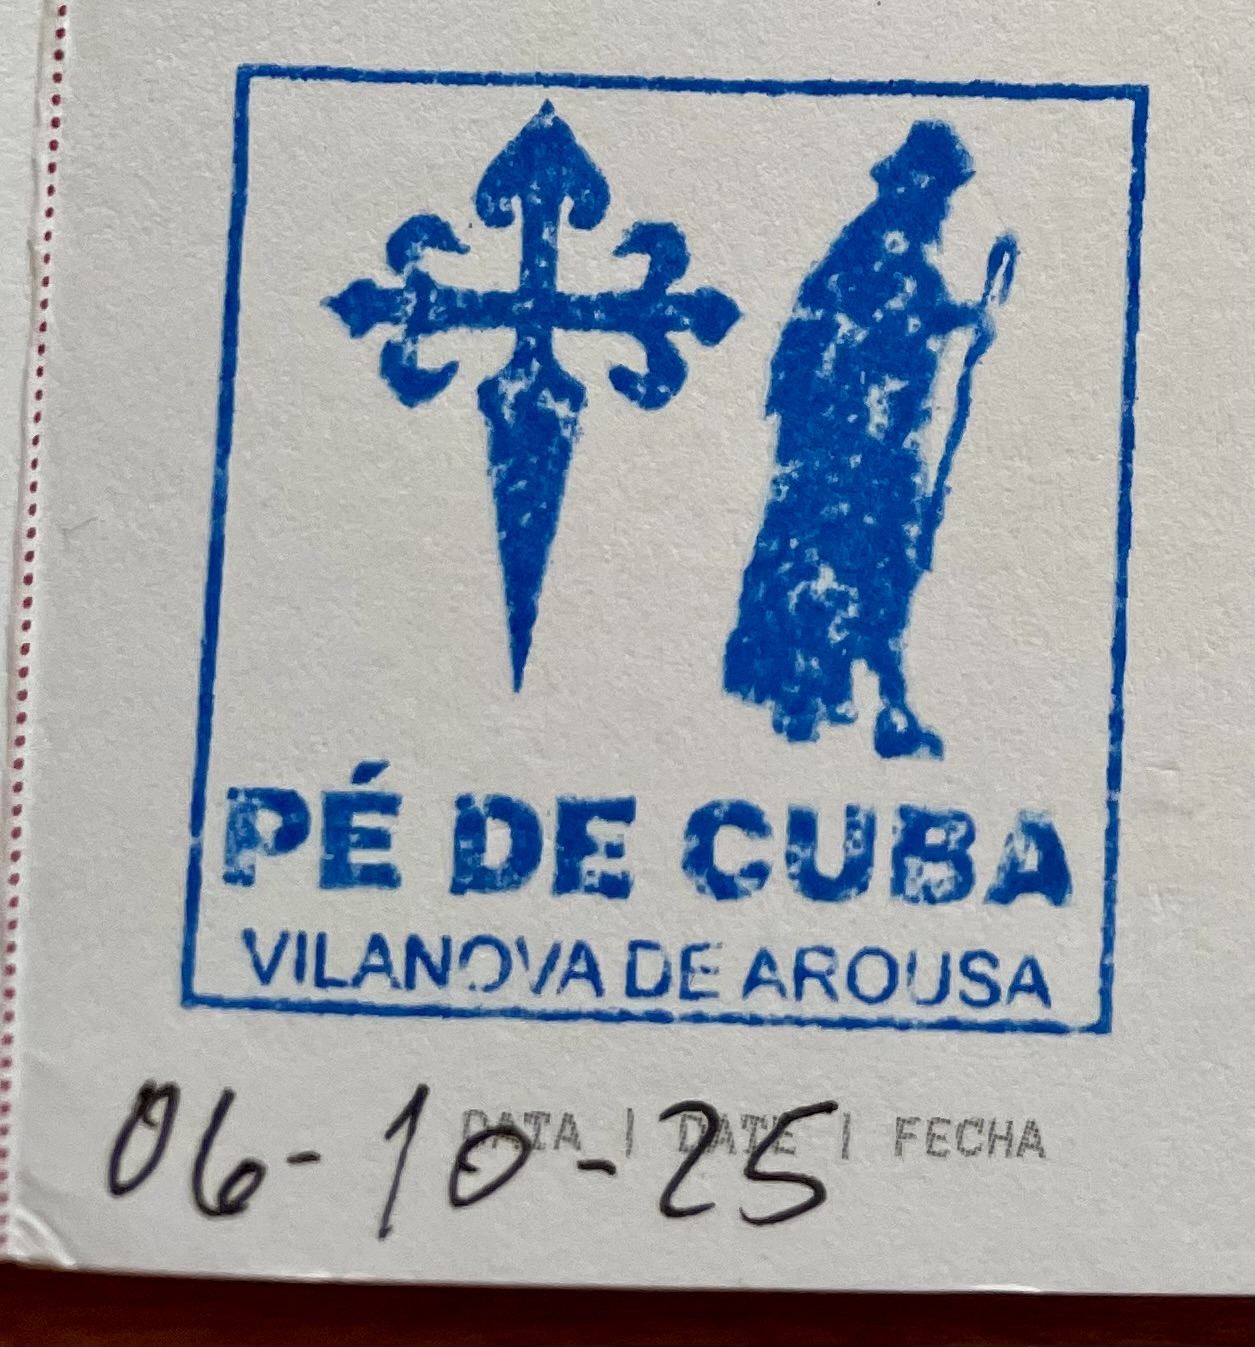 PÉ DE CUBA
VILANOVA DE AROUSA
DATA | DATE | FECHA
06-10-25